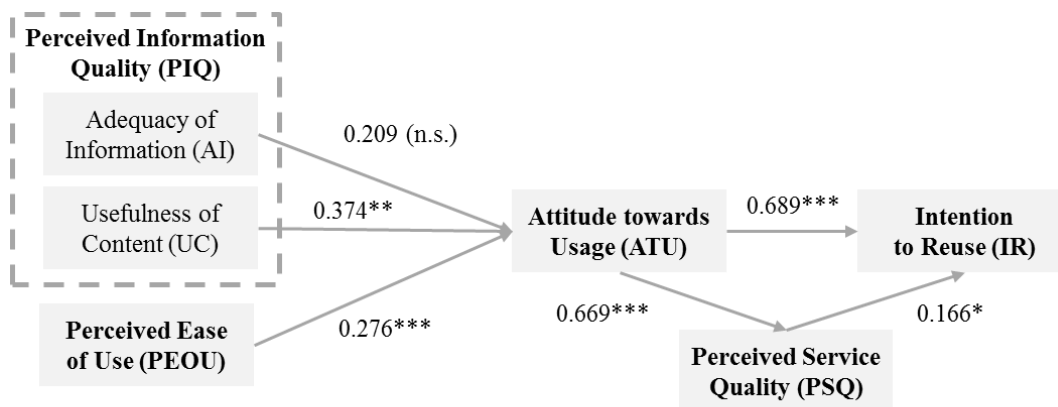 Perceived Information
Quality (PIQ)
Adequacy of
Information (AI)
Usefulness of
Content (UC)
Perceived Ease
of Use (PEOU)
0.209 (n.s.)
0.374**
0.276***
Attitude towards
Usage (ATU)
0.689***
Intention
to Reuse (IR)
0.669***
0.166*
Perceived Service
Quality (PSQ)